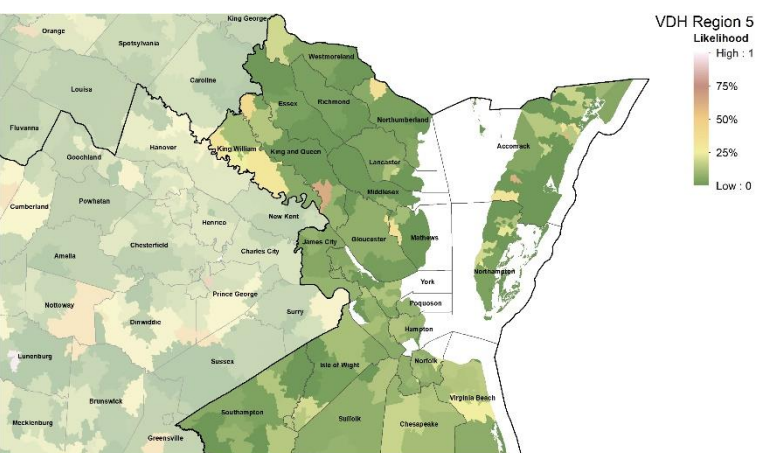 VDH Region 5
Likelihood
High : 1
75%
50%
25%
Low : 0
King George
Orange
Spotsylvania
Westmoreland
Caroline
Louisa
Essex
Richmond
Northumberland
Fluvanna
Hanover
King William
King and Queen
Accomack
Goochland
Lancaster
Middlesex
Cumberland
Powhatan
New Kent
Henrico
Chesterfield
Charles City
James City
Gloucester
Mathews
Amelia
Northampton
York
Prince George
Poquoson
Nottoway
Surry
Dinwiddie
Hampton
Lunenburg
Sussex
Isle of Wight
Norfolk
Brunswick
Southampton
Virginia Beach
Mecklenburg
Suffolk
Chesapeake
Greensville